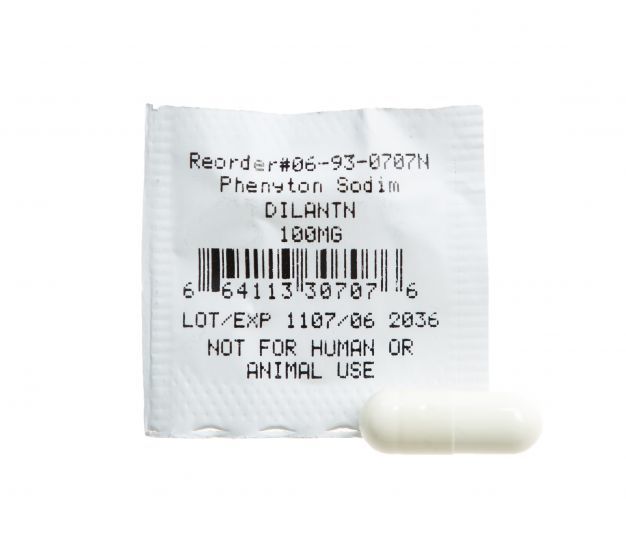 Reorder#06-93-0707N
Phenyton Sodim
DILANTN
100MG
6 64113 30707 6
LOT/EXP 1107/06 2036
NOT FOR HUMAN OR
ANIMAL USE